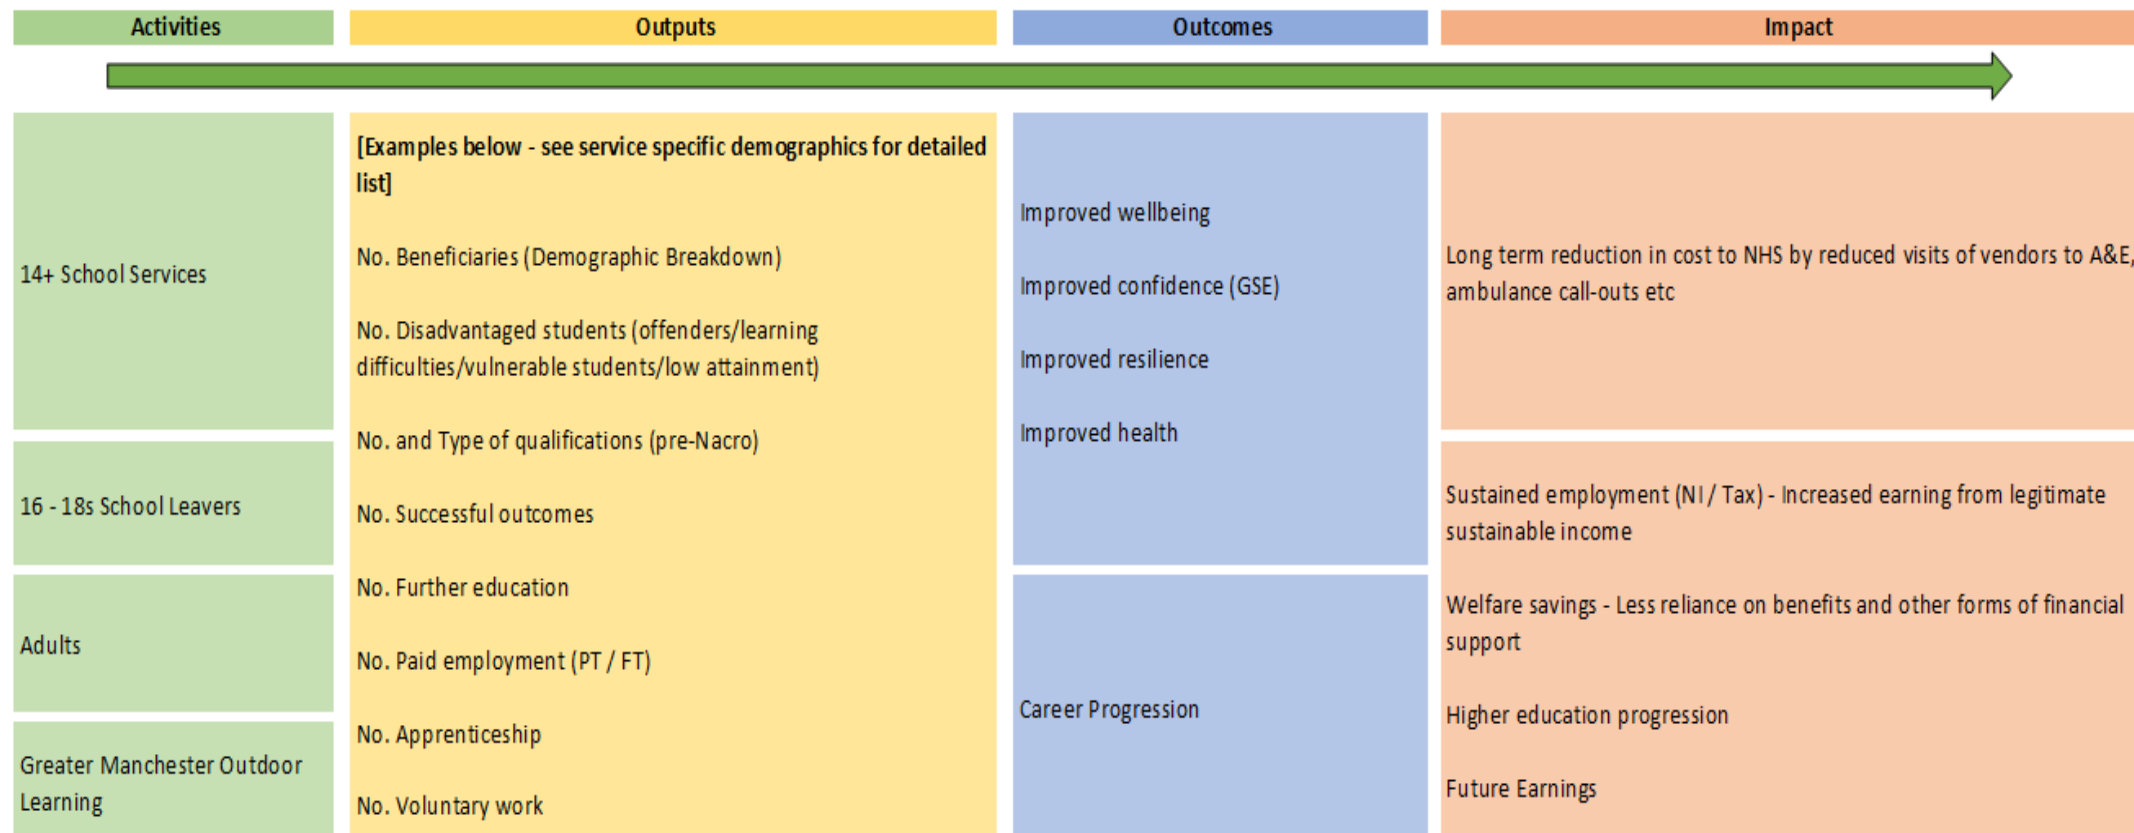 Activities
Outputs
Outcomes
Impact
14+ School Services
16 - 18s School Leavers
Adults
Greater Manchester Outdoor
Learning
[Examples below - see service specific demographics for detailed
list]
No. Beneficiaries (Demographic Breakdown)
No. Disadvantaged students (offenders/learning
difficulties/vulnerable students/low attainment)
No. and Type of qualifications (pre-Nacro)
No. Successful outcomes
No. Further education
No. Paid employment (PT / FT)
No. Apprenticeship
No. Voluntary work
Improved wellbeing
Improved confidence (GSE)
Improved resilience
Improved health
Career Progression
Long term reduction in cost to NHS by reduced visits of vendors to A&E,
ambulance call-outs etc
Sustained employment (NI / Tax) - Increased earning from legitimate
sustainable income
Welfare savings - Less reliance on benefits and other forms of financial
support
Higher education progression
Future Earnings